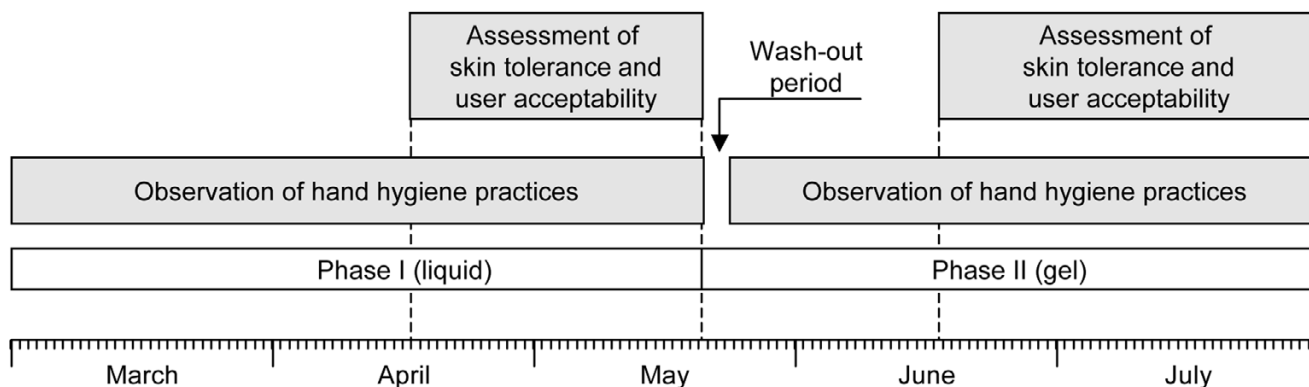 Assessment of
skin tolerance and
user acceptability
Wash-out
period
Assessment of
skin tolerance and
user acceptability
Observation of hand hygiene practices
Observation of hand hygiene practices
Phase I (liquid)
Phase II (gel)
March
April
May
June
July